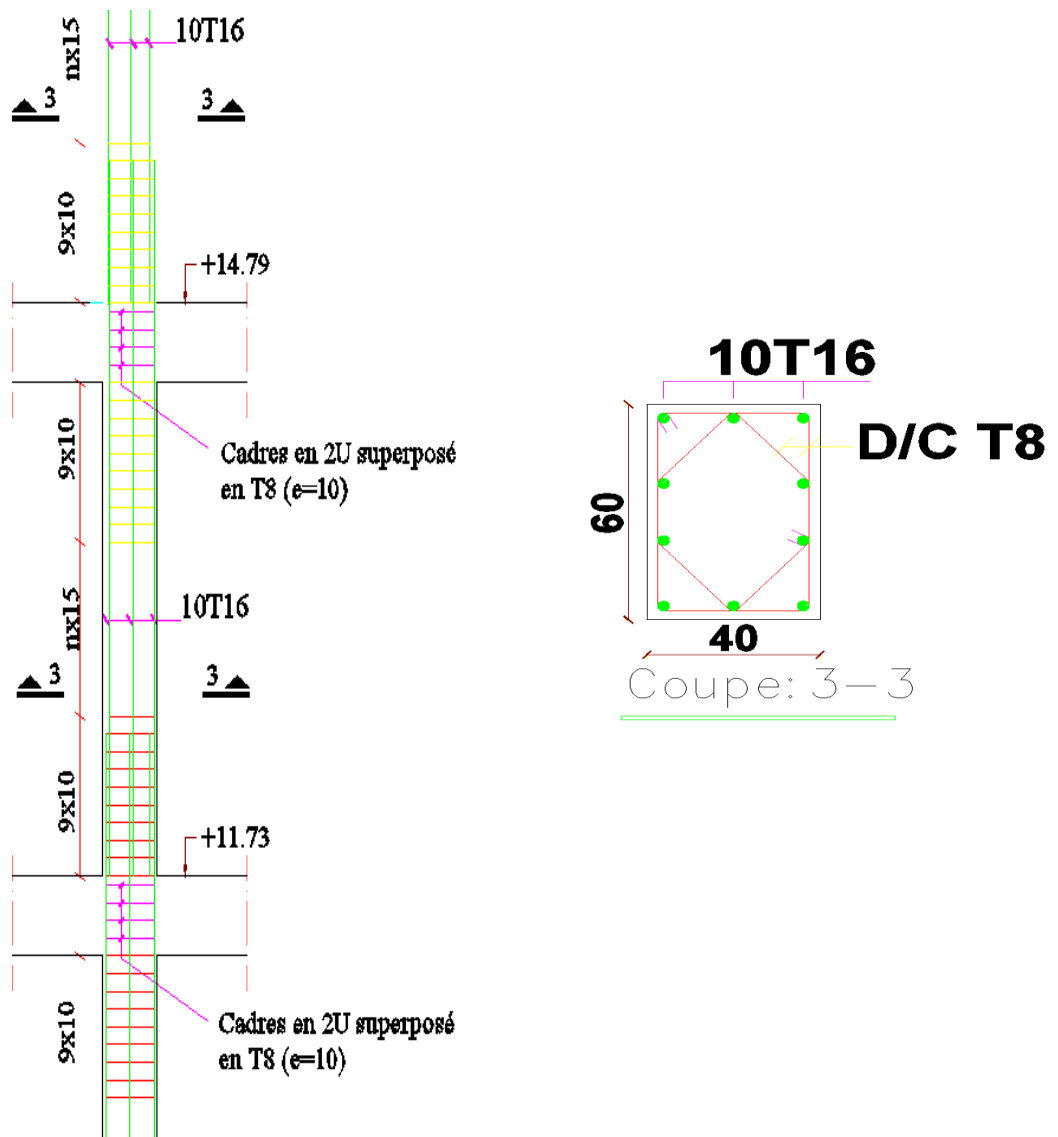 nx15
10T16
3
3
9x10
+14.79
9x10
Cadres en 2U superposé
en T8 (e=10)
nx15
10T16
3
3
9x10
+11.73
9x10
Cadres en 2U superposé
en T8 (e=10)
10T16
D/C T8
60
40
Coupe: 3-3